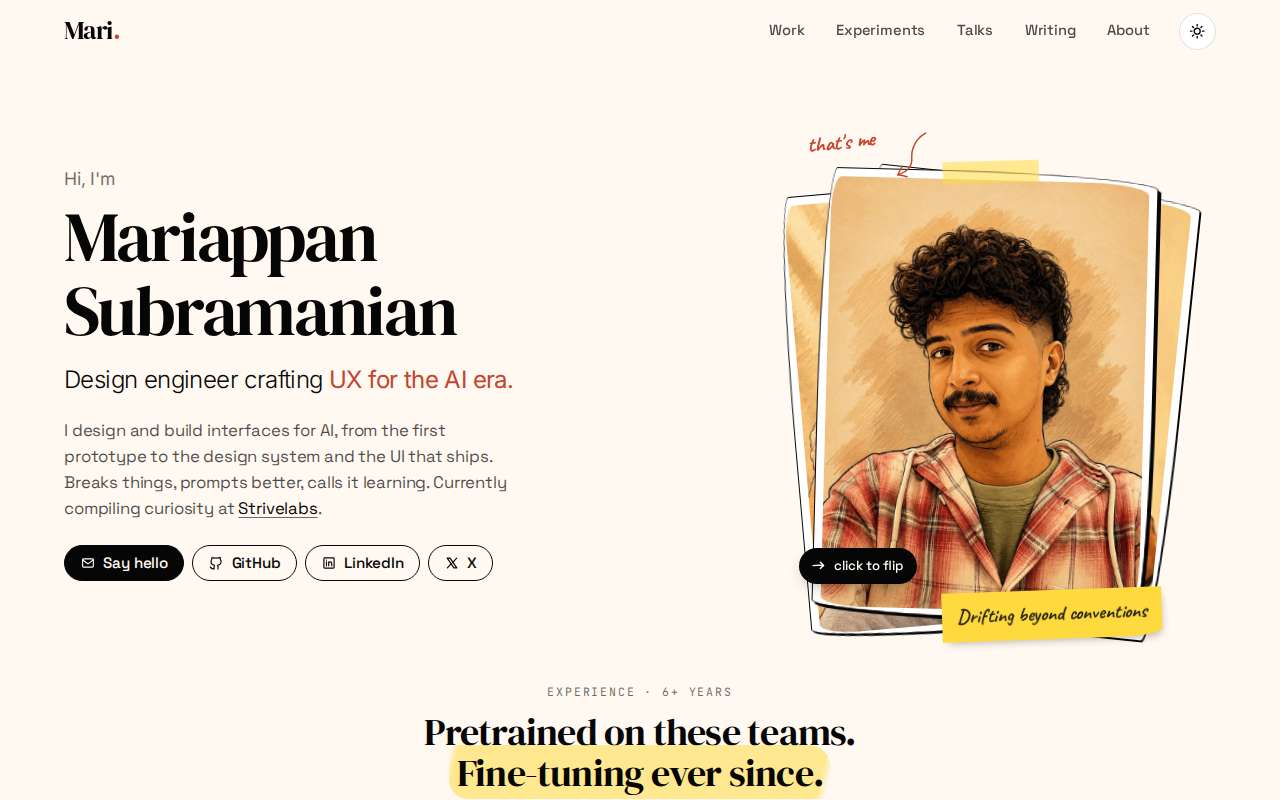 Mari.
Work Experiments Talks Writing About
that's me
Hi, I'm
Mariappan
Subramanian
Design engineer crafting UX for the AI era.
I design and build interfaces for AI, from the first
prototype to the design system and the UI that ships.
Breaks things, prompts better, calls it learning. Currently
compiling curiosity at Strivelabs.
Say hello GitHub LinkedIn X
click to flip
Drifting beyond conventions
EXPERIENCE · 6+ YEARS
Pretrained on these teams.
Fine-tuning ever since.